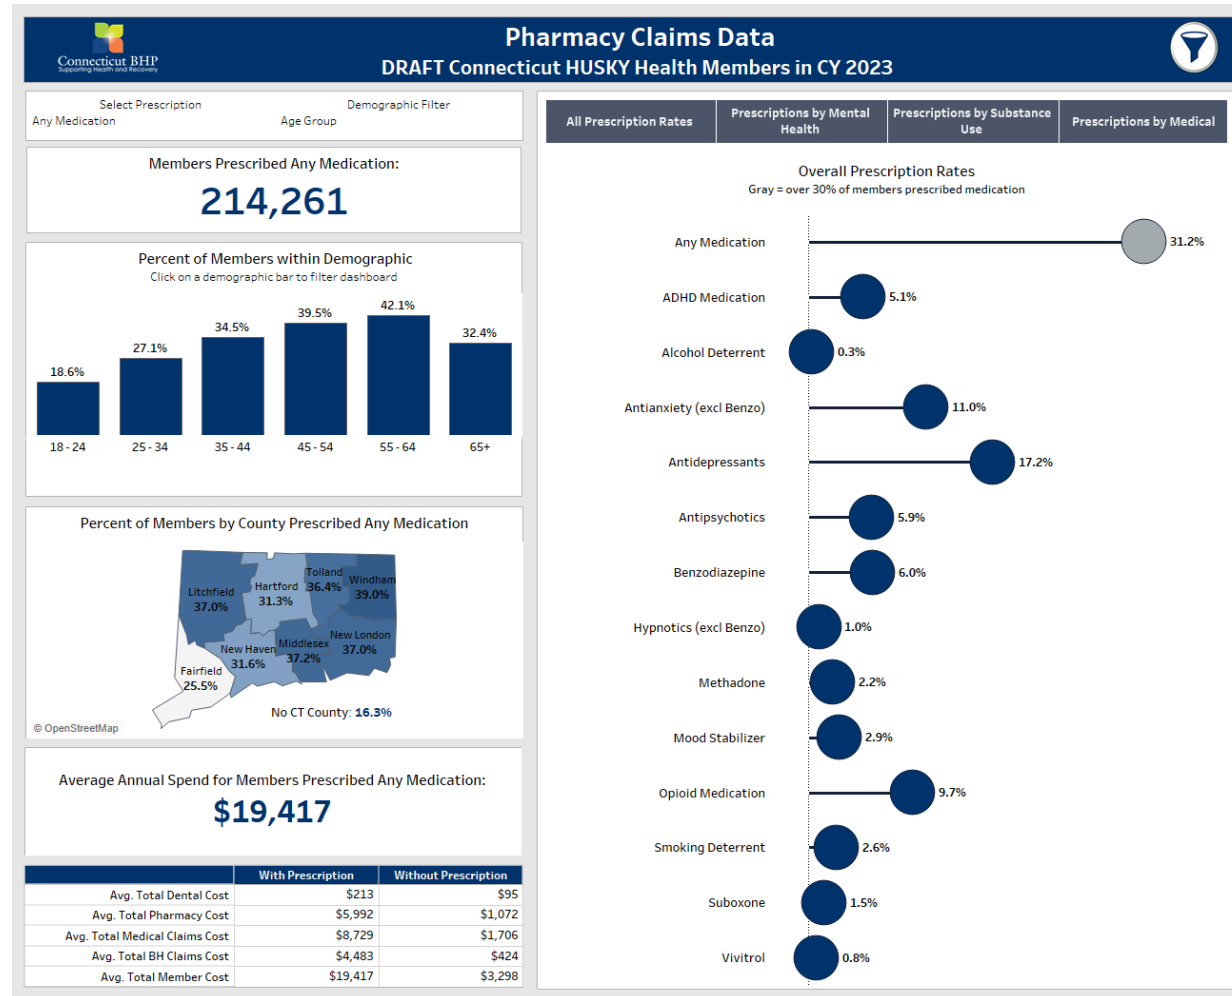 Pharmacy Claims Data
DRAFT Connecticut HUSKY Health Members in CY 2023
Connecticut BHP
Supporting Health and Recovery
Select Prescription
Any Medication
Demographic Filter
Age Group
Members Prescribed Any Medication:
214,261
Percent of Members within Demographic
Click on a demographic bar to filter dashboard
18.6%
27.1%
34.5%
39.5%
42.1%
32.4%
18 - 24
25 - 34
35 - 44
45 - 54
55 - 64
65+
Percent of Members by County Prescribed Any Medication
Litchfield
37.0%
Hartford
31.3%
Tolland
36.4%
Windham
39.0%
New Haven
31.6%
Middlesex
37.2%
New London
37.0%
Fairfield
25.5%
No CT County: 16.3%
© OpenStreetMap
Average Annual Spend for Members Prescribed Any Medication:
$19,417
With Prescription Without Prescription
Avg. Total Dental Cost $213 $95
Avg. Total Pharmacy Cost $5,992 $1,072
Avg. Total Medical Claims Cost $8,729 $1,706
Avg. Total BH Claims Cost $4,483 $424
Avg. Total Member Cost $19,417 $3,298
All Prescription Rates
Prescriptions by Mental
Health
Prescriptions by Substance
Use
Prescriptions by Medical
Overall Prescription Rates
Gray = over 30% of members prescribed medication
Any Medication 31.2%
ADHD Medication 5.1%
Alcohol Deterrent 0.3%
Antianxiety (excl Benzo) 11.0%
Antidepressants 17.2%
Antipsychotics 5.9%
Benzodiazepine 6.0%
Hypnotics (excl Benzo) 1.0%
Methadone 2.2%
Mood Stabilizer 2.9%
Opioid Medication 9.7%
Smoking Deterrent 2.6%
Suboxone 1.5%
Vivitrol 0.8%